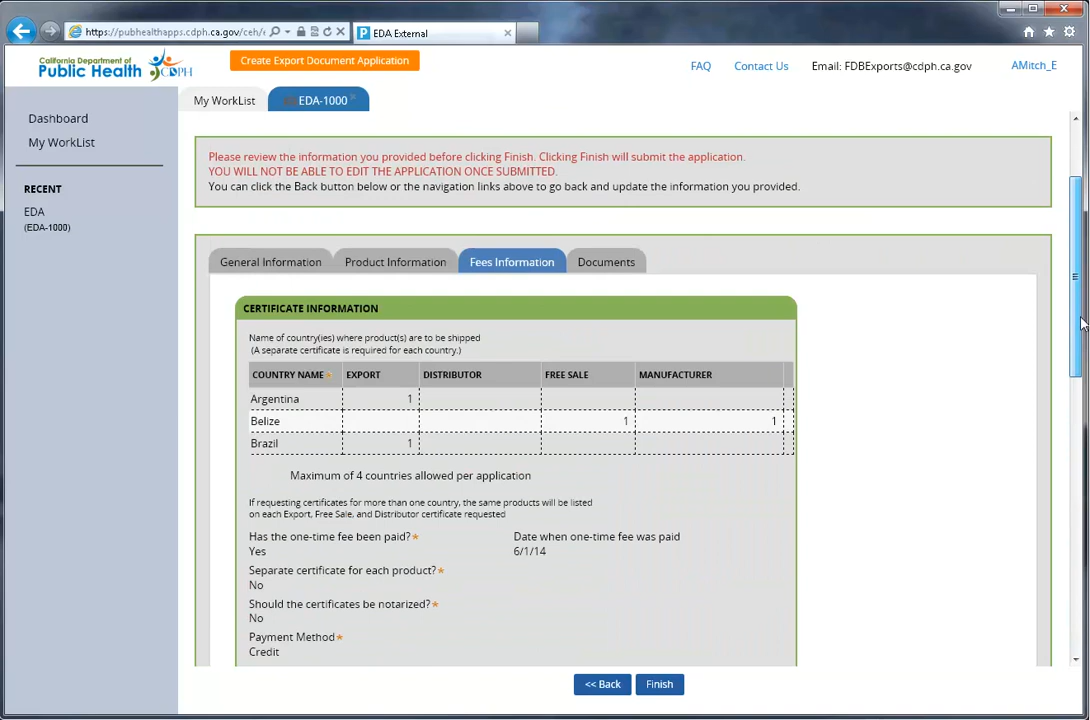 https://pubhealthapps.cdph.ca.gov/ceh/e
EDA External
California Department of
Public Health
CDPH
Create Export Document Application
FAQ
Contact Us
Email: FDBExports@cdph.ca.gov
AMitch_E
My WorkList
EDA-1000
Dashboard
My WorkList
RECENT
EDA
(EDA-1000)
Please review the information you provided before clicking Finish. Clicking Finish will submit the application.
YOU WILL NOT BE ABLE TO EDIT THE APPLICATION ONCE SUBMITTED.
You can click the Back button below or the navigation links above to go back and update the information you provided.
General Information
Product Information
Fees Information
Documents
CERTIFICATE INFORMATION
Name of country(ies) where product(s) are to be shipped
(A separate certificate is required for each country.)
COUNTRY NAME* EXPORT DISTRIBUTOR FREE SALE MANUFACTURER
Argentina 1
Belize 1 1
Brazil 1
Maximum of 4 countries allowed per application
If requesting certificates for more than one country, the same products will be listed
on each Export, Free Sale, and Distributor certificate requested
Has the one-time fee been paid?* Date when one-time fee was paid
Yes 6/1/14
Separate certificate for each product?*
No
Should the certificates be notarized?*
No
Payment Method*
Credit
<< Back
Finish